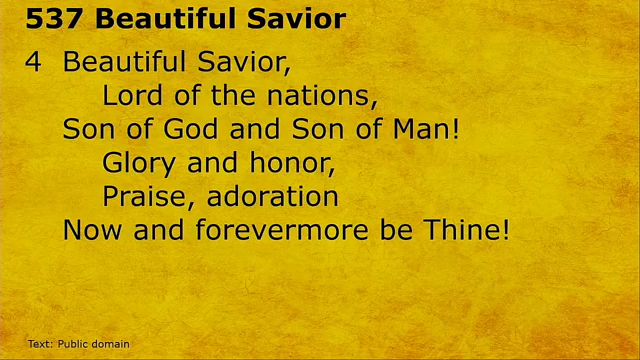 537 Beautiful Savior
4 Beautiful Savior,
Lord of the nations,
Son of God and Son of Man!
Glory and honor,
Praise, adoration
Now and forevermore be Thine!
Text: Public domain